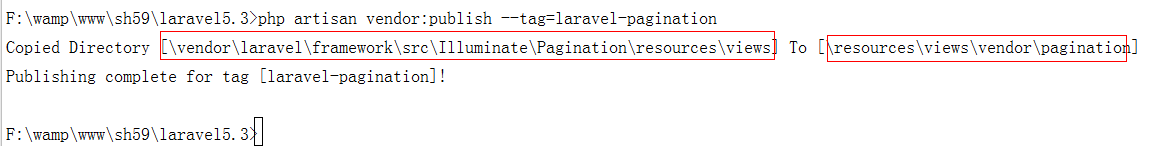 F:\wamp\www\sh59\laravel5.3>php artisan vendor:publish --tag=laravel-pagination
Copied Directory [\vendor\laravel\framework\src\Illuminate\Pagination\resources\views] To [\resources\views\vendor\pagination]
Publishing complete for tag [laravel-pagination]!
F:\wamp\www\sh59\laravel5.3>